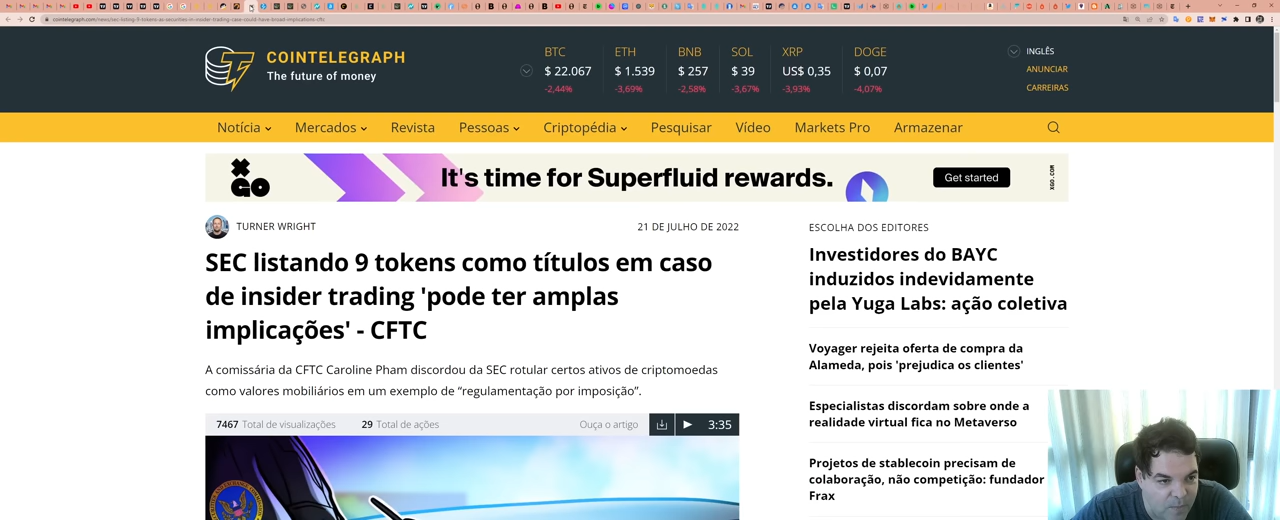 cointelegraph.com/news/sec-listing-9-tokens-as-securities-in-insider-trading-case-could-have-broad-implications-cftc
COINTELEGRAPH
The future of money
BTC ETH BNB SOL XRP DOGE
$ 22.067 $ 1.539 $ 257 $ 39 US$ 0,35 $ 0,07
-2,44% -3,69% -2,58% -3,67% -3,93% -4,07%
INGLÊS
ANUNCIAR
CARREIRAS
Notícia Mercados Revista Pessoas Criptopédia Pesquisar Vídeo Markets Pro Armazenar
XGO
It's time for Superfluid rewards.
Get started
XGO.COM
TURNER WRIGHT 21 DE JULHO DE 2022
SEC listando 9 tokens como títulos em caso
de insider trading 'pode ter amplas
implicações' - CFTC
A comissária da CFTC Caroline Pham discordou da SEC rotular certos ativos de criptomoedas
como valores mobiliários em um exemplo de “regulamentação por imposição”.
7467 Total de visualizações 29 Total de ações Ouça o artigo 3:35
ESCOLHA DOS EDITORES
Investidores do BAYC
induzidos indevidamente
pela Yuga Labs: ação coletiva
Voyager rejeita oferta de compra da
Alameda, pois 'prejudica os clientes'
Especialistas discordam sobre onde a
realidade virtual fica no Metaverso
Projetos de stablecoin precisam de
colaboração, não competição: fundador
Frax